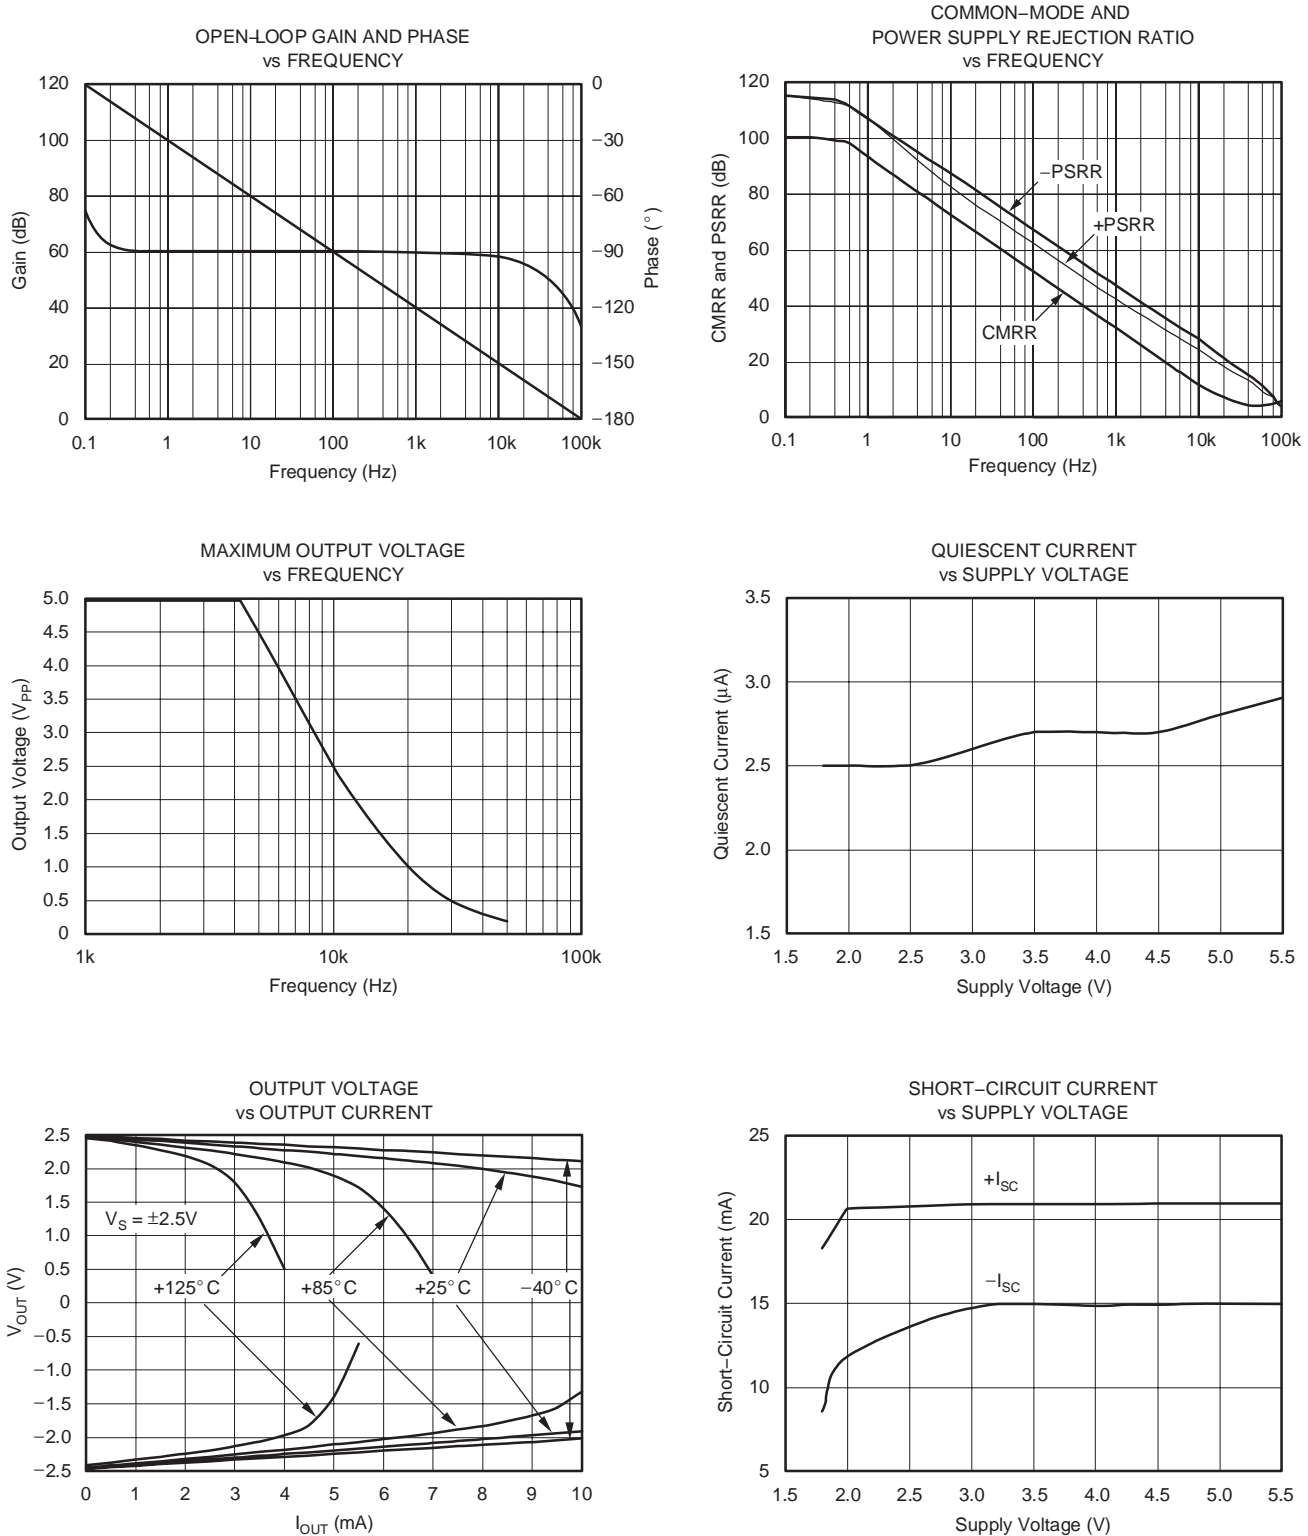 OPEN–LOOP GAIN AND PHASE
vs FREQUENCY
120
100
80
60
40
20
0
Gain (dB)
0
–30
–60
–90
–120
–150
–180
Phase (°)
0.1 1 10 100 1k 10k 100k
Frequency (Hz)
COMMON–MODE AND
POWER SUPPLY REJECTION RATIO
vs FREQUENCY
120
100
80
60
40
20
0
CMRR and PSRR (dB)
–PSRR
+PSRR
CMRR
0.1 1 10 100 1k 10k 100k
Frequency (Hz)
MAXIMUM OUTPUT VOLTAGE
vs FREQUENCY
5.0
4.5
4.0
3.5
3.0
2.5
2.0
1.5
1.0
0.5
0
Output Voltage (VPP)
1k 10k 100k
Frequency (Hz)
QUIESCENT CURRENT
vs SUPPLY VOLTAGE
3.5
3.0
2.5
2.0
1.5
Quiescent Current (μA)
1.5 2.0 2.5 3.0 3.5 4.0 4.5 5.0 5.5
Supply Voltage (V)
OUTPUT VOLTAGE
vs OUTPUT CURRENT
2.5
2.0
1.5
1.0
0.5
0
–0.5
–1.0
–1.5
–2.0
–2.5
VOUT (V)
VS = ±2.5V
+125°C +85°C +25°C –40°C
0 1 2 3 4 5 6 7 8 9 10
IOUT (mA)
SHORT–CIRCUIT CURRENT
vs SUPPLY VOLTAGE
25
20
15
10
5
Short–Circuit Current (mA)
+ISC
–ISC
1.5 2.0 2.5 3.0 3.5 4.0 4.5 5.0 5.5
Supply Voltage (V)